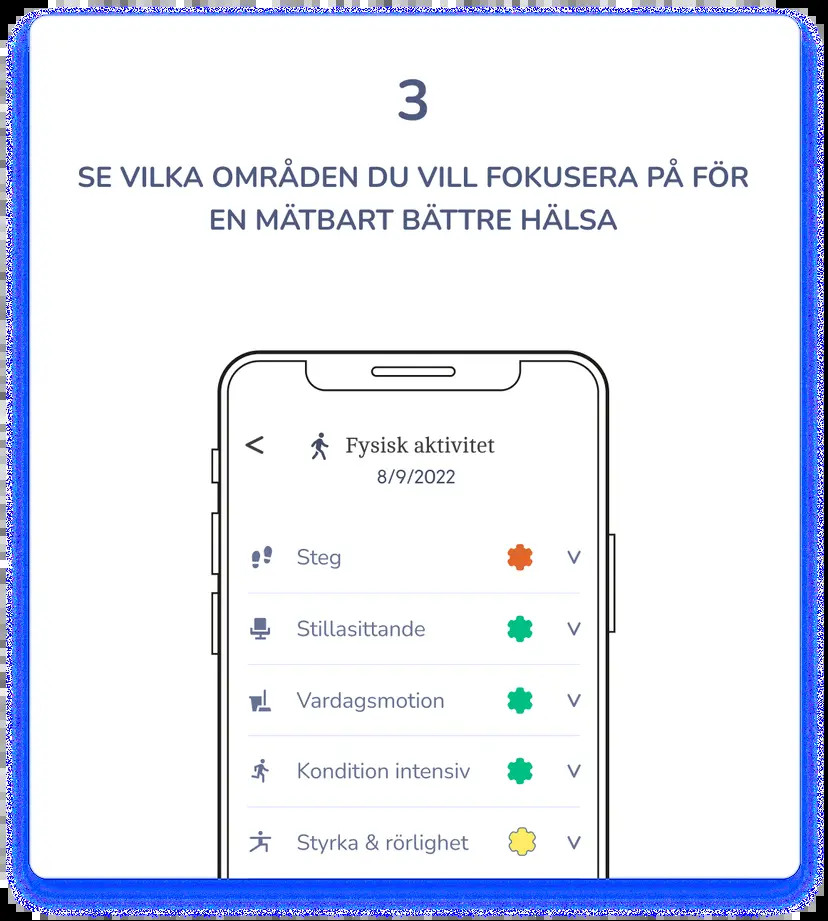 3
SE VILKA OMRÅDEN DU VILL FOKUSERA PÅ FÖR
EN MÄTBART BÄTTRE HÄLSA
Fysisk aktivitet
8/9/2022
Steg
Stillasittande
Vardagsmotion
Kondition intensiv
Styrka & rörlighet